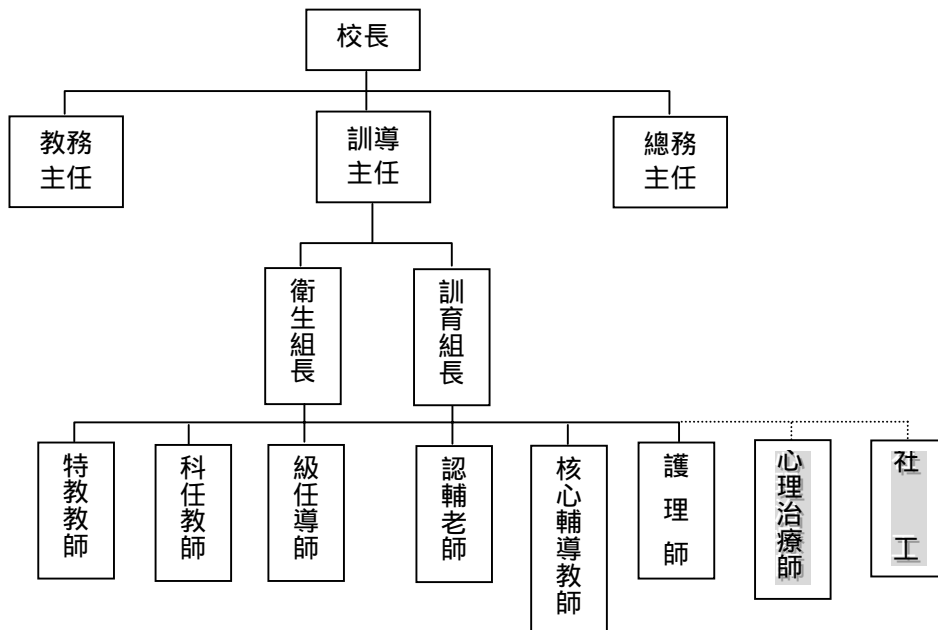 校長
教務
主任
訓導
主任
總務
主任
衛生組長
訓育組長
特教教師
科任教師
級任導師
認輔老師
核心輔導教師
護理師
心理治療師
社工